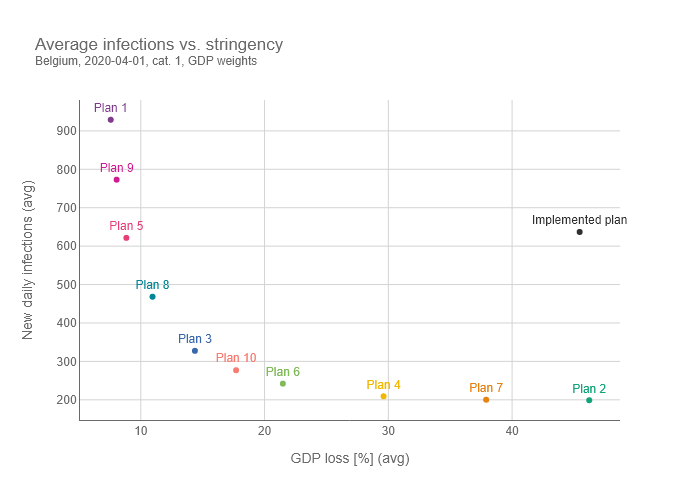 Average infections vs. stringency
Belgium, 2020-04-01, cat. 1, GDP weights
New daily infections (avg)
900
800
700
600
500
400
300
200
Plan 1
Plan 9
Plan 5
Implemented plan
Plan 8
Plan 3
Plan 10
Plan 6
Plan 4
Plan 7
Plan 2
10
20
30
40
GDP loss [%] (avg)